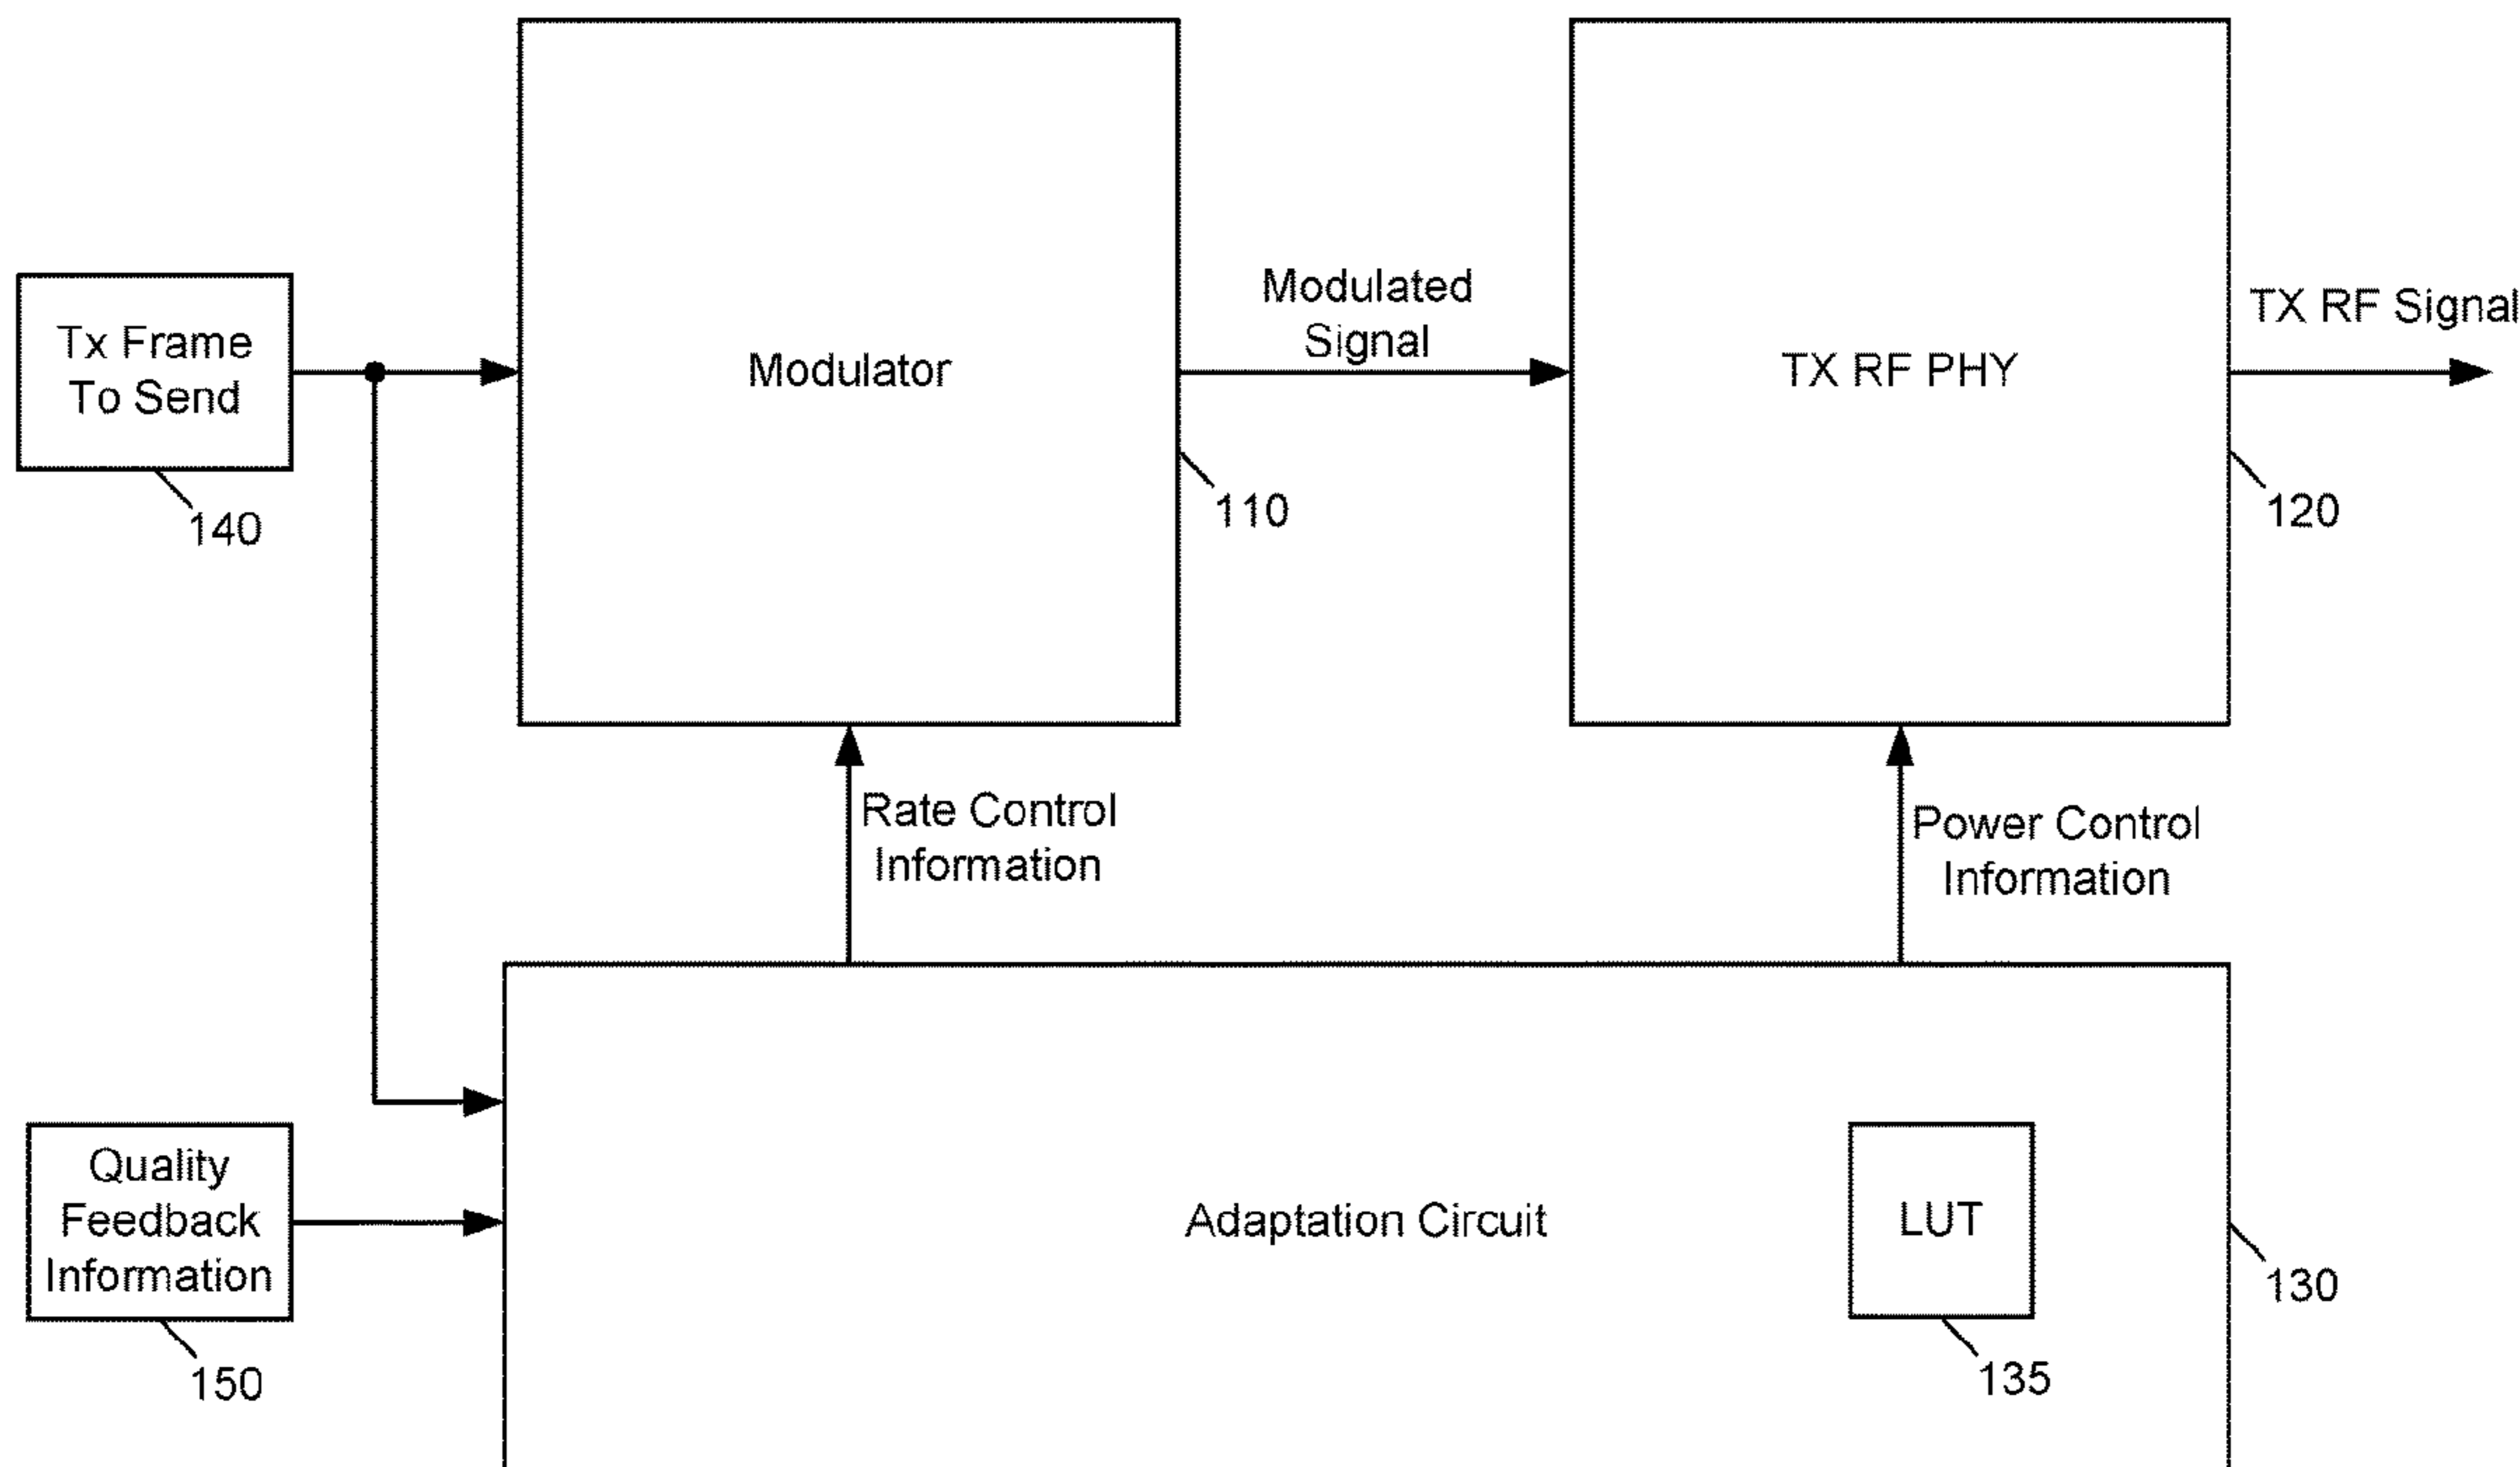 Modulated
Signal
TX RF Signal
Tx Frame
To Send
Modulator
TX RF PHY
110
120
140
Rate Control
Information
Power Control
Information
Quality
Feedback
Information
Adaptation Circuit
LUT
130
150
135